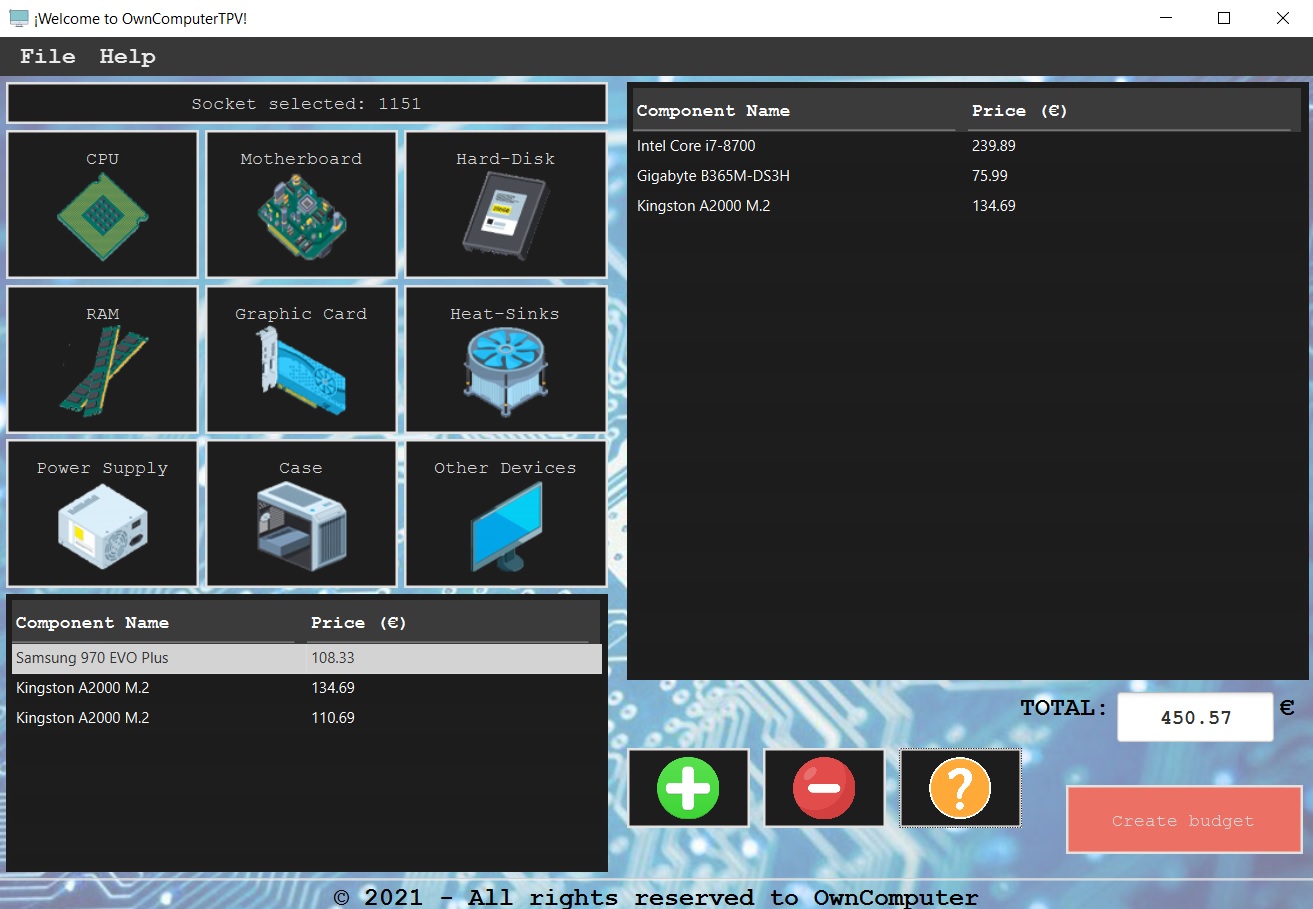 ¡Welcome to OwnComputerTPV!
File Help
Socket selected: 1151
CPU Motherboard Hard-Disk
RAM Graphic Card Heat-Sinks
Power Supply Case Other Devices
Component Name Price (€)
Samsung 970 EVO Plus 108.33
Kingston A2000 M.2 134.69
Kingston A2000 M.2 110.69
Component Name Price (€)
Intel Core i7-8700 239.89
Gigabyte B365M-DS3H 75.99
Kingston A2000 M.2 134.69
TOTAL: 450.57 €
?
Create budget
© 2021 - All rights reserved to OwnComputer